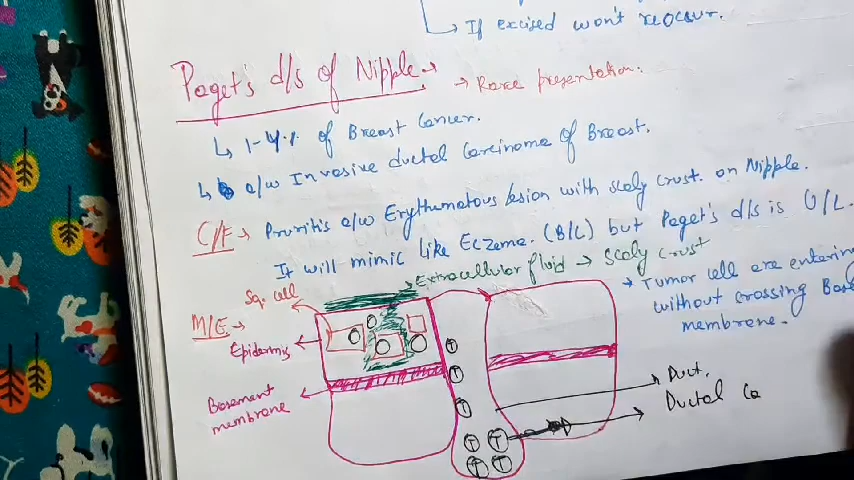 ↳ If excised won't reoccur.
Paget's d/s of Nipple → → Rare presentation.
↳ 1-4% of Breast Cancer.
↳ a/w Invasive ductal Carcinoma of Breast.
C/F → Pruritis a/w Erythematous lesion with scaly crust on Nipple.
It will mimic like Eczema. (B/L) but Paget's d/s is U/L.
→ Extracellular fluid → scaly crust
Sq. cell
M/E →
Epidermis
Basement
membrane
→ Tumor cell are entering
without crossing Base
membrane.
T
T
T
T T
T T
Duct.
Ductal Ca